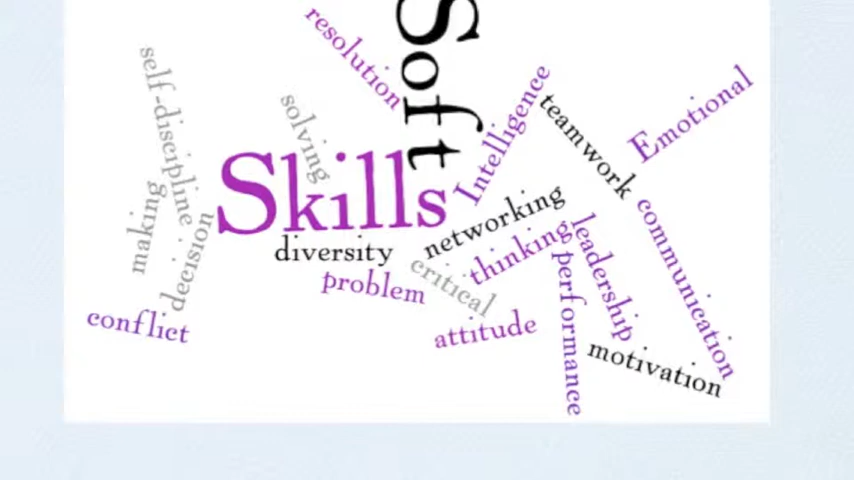 Soft
resolution
self-discipline
solving
Intelligence
teamwork
Emotional
Skills
making
decision
diversity
networking
thinking
leadership
communication
problem
critical
performance
conflict
attitude
motivation